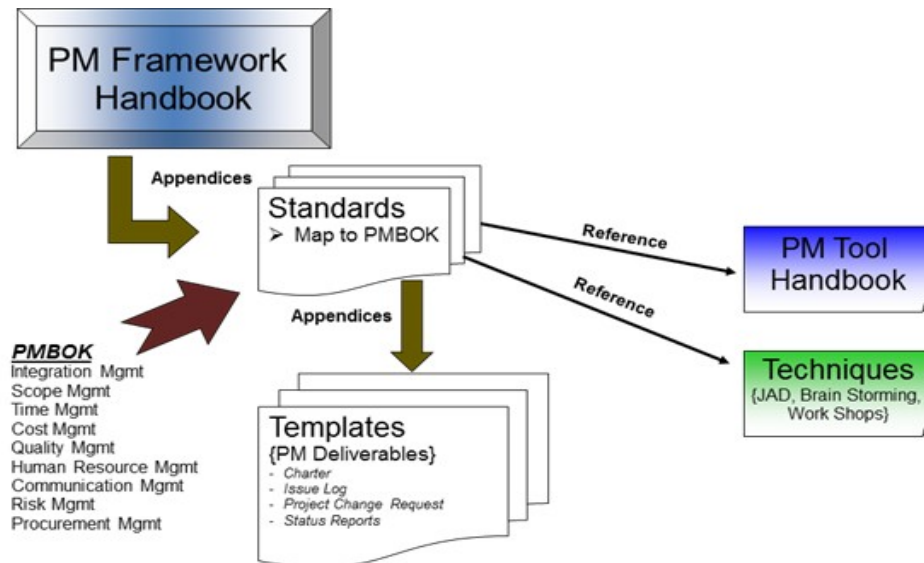 PM Framework
Handbook
Appendices
Standards
➢ Map to PMBOK
Reference
PM Tool
Handbook
Reference
Appendices
Techniques
{JAD, Brain Storming,
Work Shops}
PMBOK
Integration Mgmt
Scope Mgmt
Time Mgmt
Cost Mgmt
Quality Mgmt
Human Resource Mgmt
Communication Mgmt
Risk Mgmt
Procurement Mgmt
Templates
{PM Deliverables}
- Charter
- Issue Log
- Project Change Request
- Status Reports